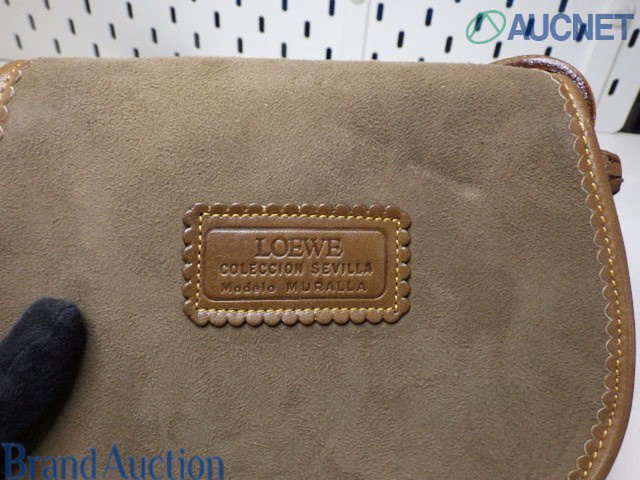 AUCNET
LOEWE
COLECCION SEVILLA
Modelo MURALLA
Brand Auction